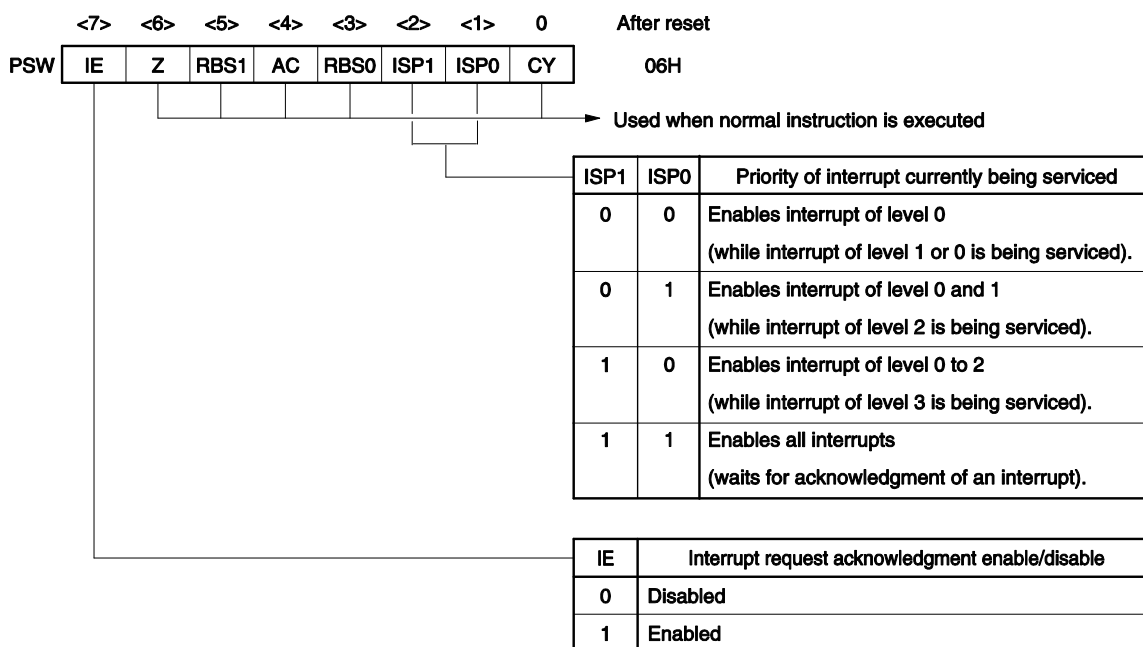 <7> <6> <5> <4> <3> <2> <1> 0 After reset
PSW IE Z RBS1 AC RBS0 ISP1 ISP0 CY 06H
Used when normal instruction is executed
ISP1 ISP0 Priority of interrupt currently being serviced
0 0 Enables interrupt of level 0
(while interrupt of level 1 or 0 is being serviced).
0 1 Enables interrupt of level 0 and 1
(while interrupt of level 2 is being serviced).
1 0 Enables interrupt of level 0 to 2
(while interrupt of level 3 is being serviced).
1 1 Enables all interrupts
(waits for acknowledgment of an interrupt).
IE Interrupt request acknowledgment enable/disable
0 Disabled
1 Enabled